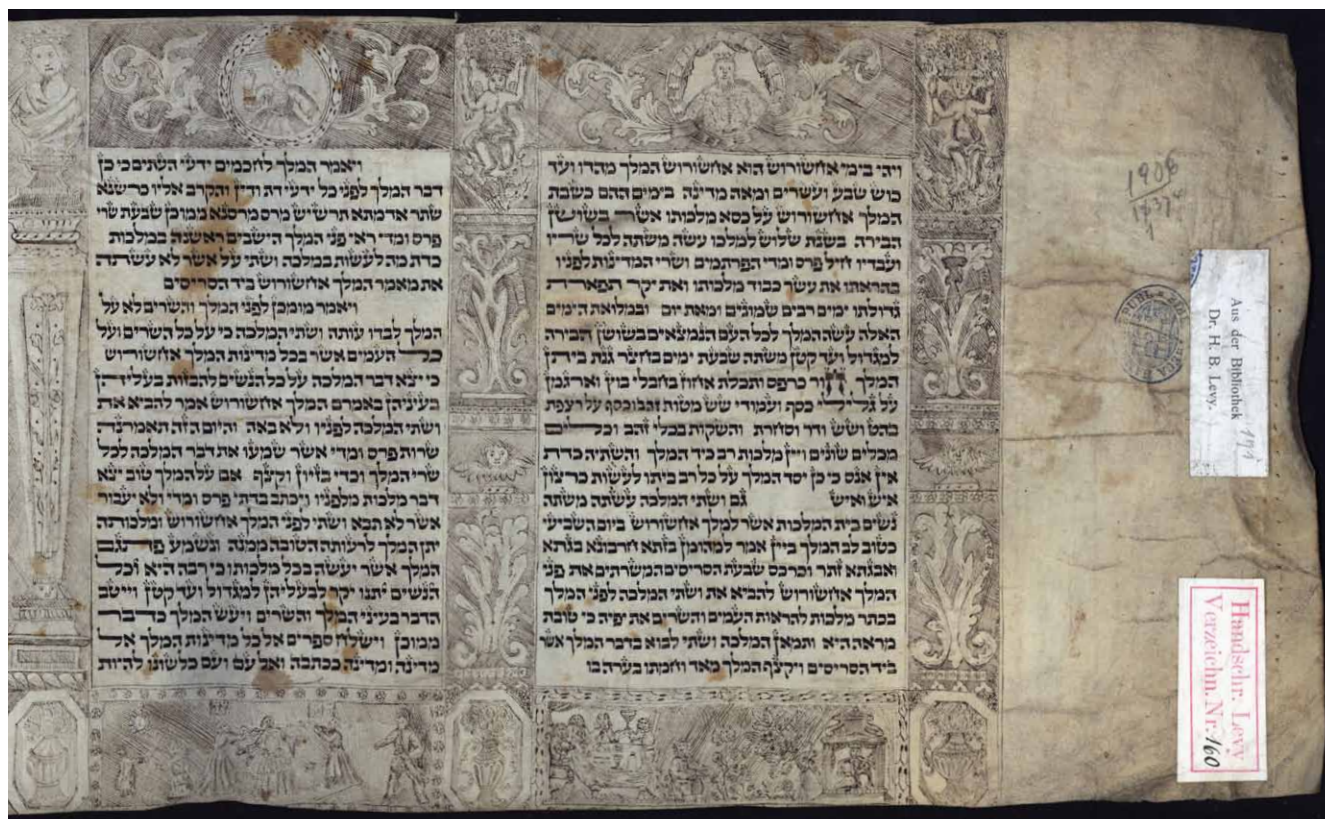 ויהי בימי אחשורוש הוא אחשורוש המלך מהדו ועד
כוש שבע ועשרים ומאה מדינה בימים ההם כשבת
המלך אחשורוש על כסא מלכותו אשר בשושן
הבירה בשנת שלוש למלכו עשה משתה לכל שריו
ועבדיו חיל פרס ומדי הפרתמים ושרי המדינות לפניו
בהראתו את עשר כבוד מלכותו ואת יקר תפארת
גדולתו ימים רבים שמונים ומאת יום ובמלואת הימים
האלה עשה המלך לכל העם הנמצאים בשושן הבירה
למגדול ועד קטן משתה שבעת ימים בחצר גנת ביתן
המלך חור כרפס ותכלת אחוז בחבלי בוץ וארגמן
על גלילי כסף ועמודי שש מטות זהב וכסף על רצפת
בהט ושש ודר וסחרת והשקות בכלי זהב וכלים
מכלים שונים ויין מלכות רב כיד המלך והשתיה כדת
אין אנס כי כן יסד המלך על כל רב ביתו לעשות כרצון
איש ואיש גם ושתי המלכה עשתה משתה
נשים בית המלכות אשר למלך אחשורוש ביום השביעי
כטוב לב המלך ביין אמר למהומן בזתא חרבונא בגתא
ואבגתא זתר וכרכס שבעת הסריסים המשרתים את פני
המלך אחשורוש להביא את ושתי המלכה לפני המלך
בכתר מלכות להראות העמים והשרים את יפיה כי טובת
מראה היא ותמאן המלכה ושתי לבוא בדבר המלך אשר
ביד הסריסים ויקצף המלך מאד וחמתו בערה בו
ויאמר המלך לחכמים ידעי העתים כי כן
דבר המלך לפני כל ידעי דת ודין והקרב אליו כרשנא
שתר אדמתא תרשיש מרס מרסנא ממוכן שבעת שרי
פרס ומדי ראי פני המלך הישבים ראשנה במלכות
כדת מה לעשות במלכה ושתי על אשר לא עשתה
את מאמר המלך אחשורוש ביד הסריסים
ויאמר מומכן לפני המלך והשרים לא על
המלך לבדו עותה ושתי המלכה כי על כל השרים ועל
כל העמים אשר בכל מדינות המלך אחשורוש
כי יצא דבר המלכה על כל הנשים להבזות בעליהן
בעיניהן באמרם המלך אחשורוש אמר להביא את
ושתי המלכה לפניו ולא באה והיום הזה תאמרנה
שרות פרס ומדי אשר שמעו את דבר המלכה לכל
שרי המלך וכדי בזיון וקצף אם על המלך טוב יצא
דבר מלכות מלפניו ויכתב בדתי פרס ומדי ולא יעבור
אשר לא תבא ושתי לפני המלך אחשורוש ומלכותה
יתן המלך לרעותה הטובה ממנה ונשמע פתגם
המלך אשר יעשה בכל מלכותו כי רבה היא וכל
הנשים יתנו יקר לבעליהן למגדול ועד קטן וייטב
הדבר בעיני המלך והשרים ויעש המלך כדבר
ממוכן וישלח ספרים אל כל מדינות המלך אל
מדינה ומדינה ככתבה ואל עם ועם כלשונו להיות
1906
Aus der Bibliothek
Dr. H. B. Levy.
Handschr. Levy
Verzeichn. Nr. 160